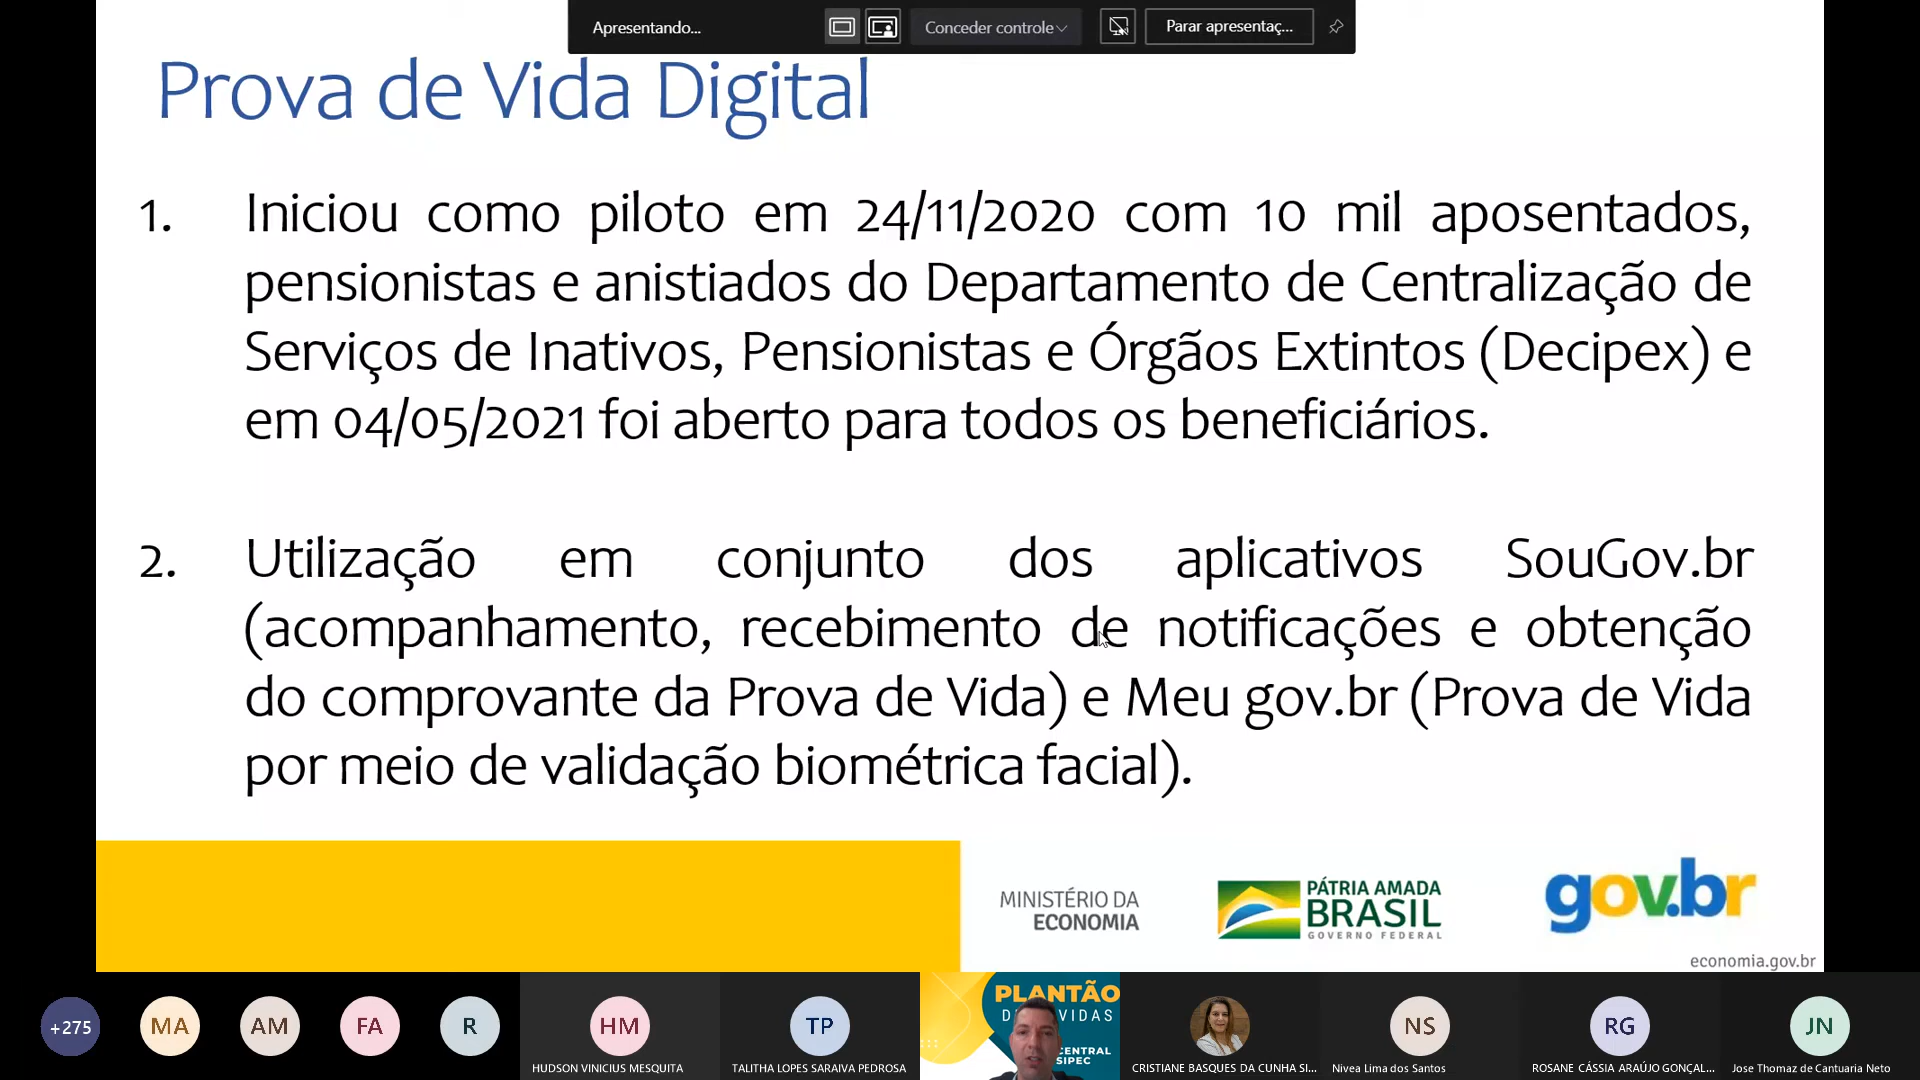 Apresentando...
Conceder controle
Parar apresentaç...
Prova de Vida Digital
1. Iniciou como piloto em 24/11/2020 com 10 mil aposentados,
pensionistas e anistiados do Departamento de Centralização de
Serviços de Inativos, Pensionistas e Órgãos Extintos (Decipex) e
em 04/05/2021 foi aberto para todos os beneficiários.
2. Utilização em conjunto dos aplicativos SouGov.br
(acompanhamento, recebimento de notificações e obtenção
do comprovante da Prova de Vida) e Meu gov.br (Prova de Vida
por meio de validação biométrica facial).
MINISTÉRIO DA
ECONOMIA
PÁTRIA AMADA
BRASIL
GOVERNO FEDERAL
gov.br
economia.gov.br
+275
MA
AM
FA
R
HM
HUDSON VINICIUS MESQUITA
TP
TALITHA LOPES SARAIVA PEDROSA
PLANTÃO
VIDAS
CENTRAL
SIPEC
CRISTIANE BASQUES DA CUNHA SI...
NS
Nivea Lima dos Santos
RG
ROSANE CÁSSIA ARAÚJO GONÇAL...
JN
Jose Thomaz de Cantuaria Neto